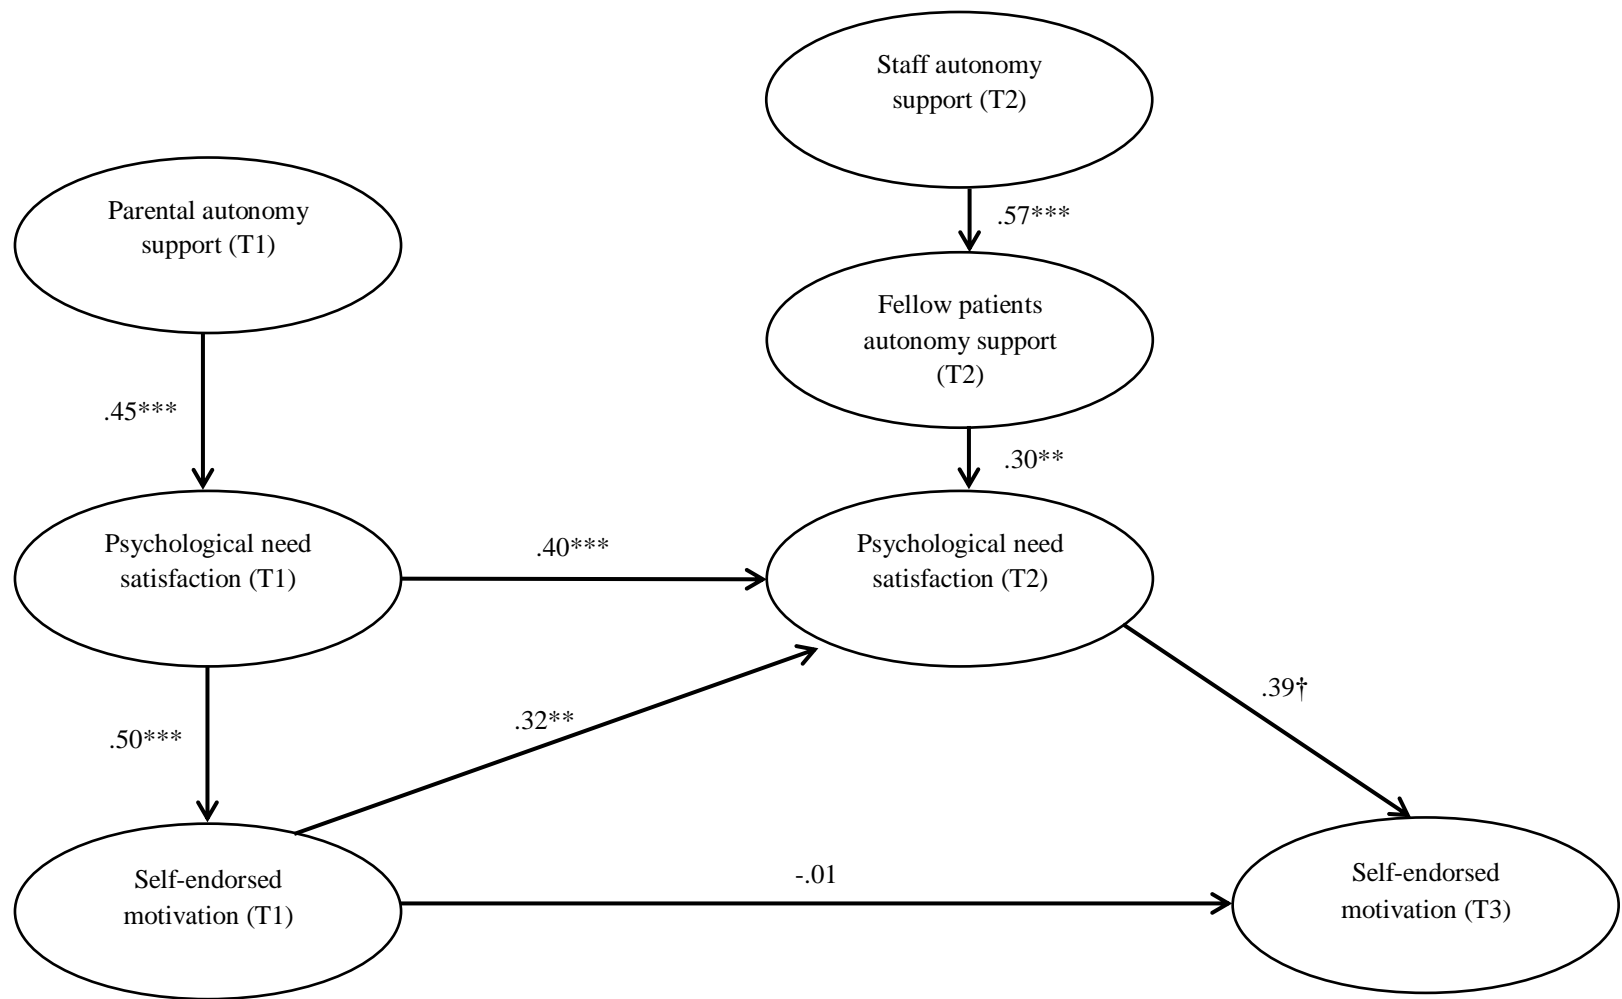 Staff autonomy
support (T2)
.57***
Parental autonomy
support (T1)
Fellow patients
autonomy support
(T2)
.45***
.30**
Psychological need
satisfaction (T1)
.40***
Psychological need
satisfaction (T2)
.50***
.32**
.39†
Self-endorsed
motivation (T1)
-.01
Self-endorsed
motivation (T3)